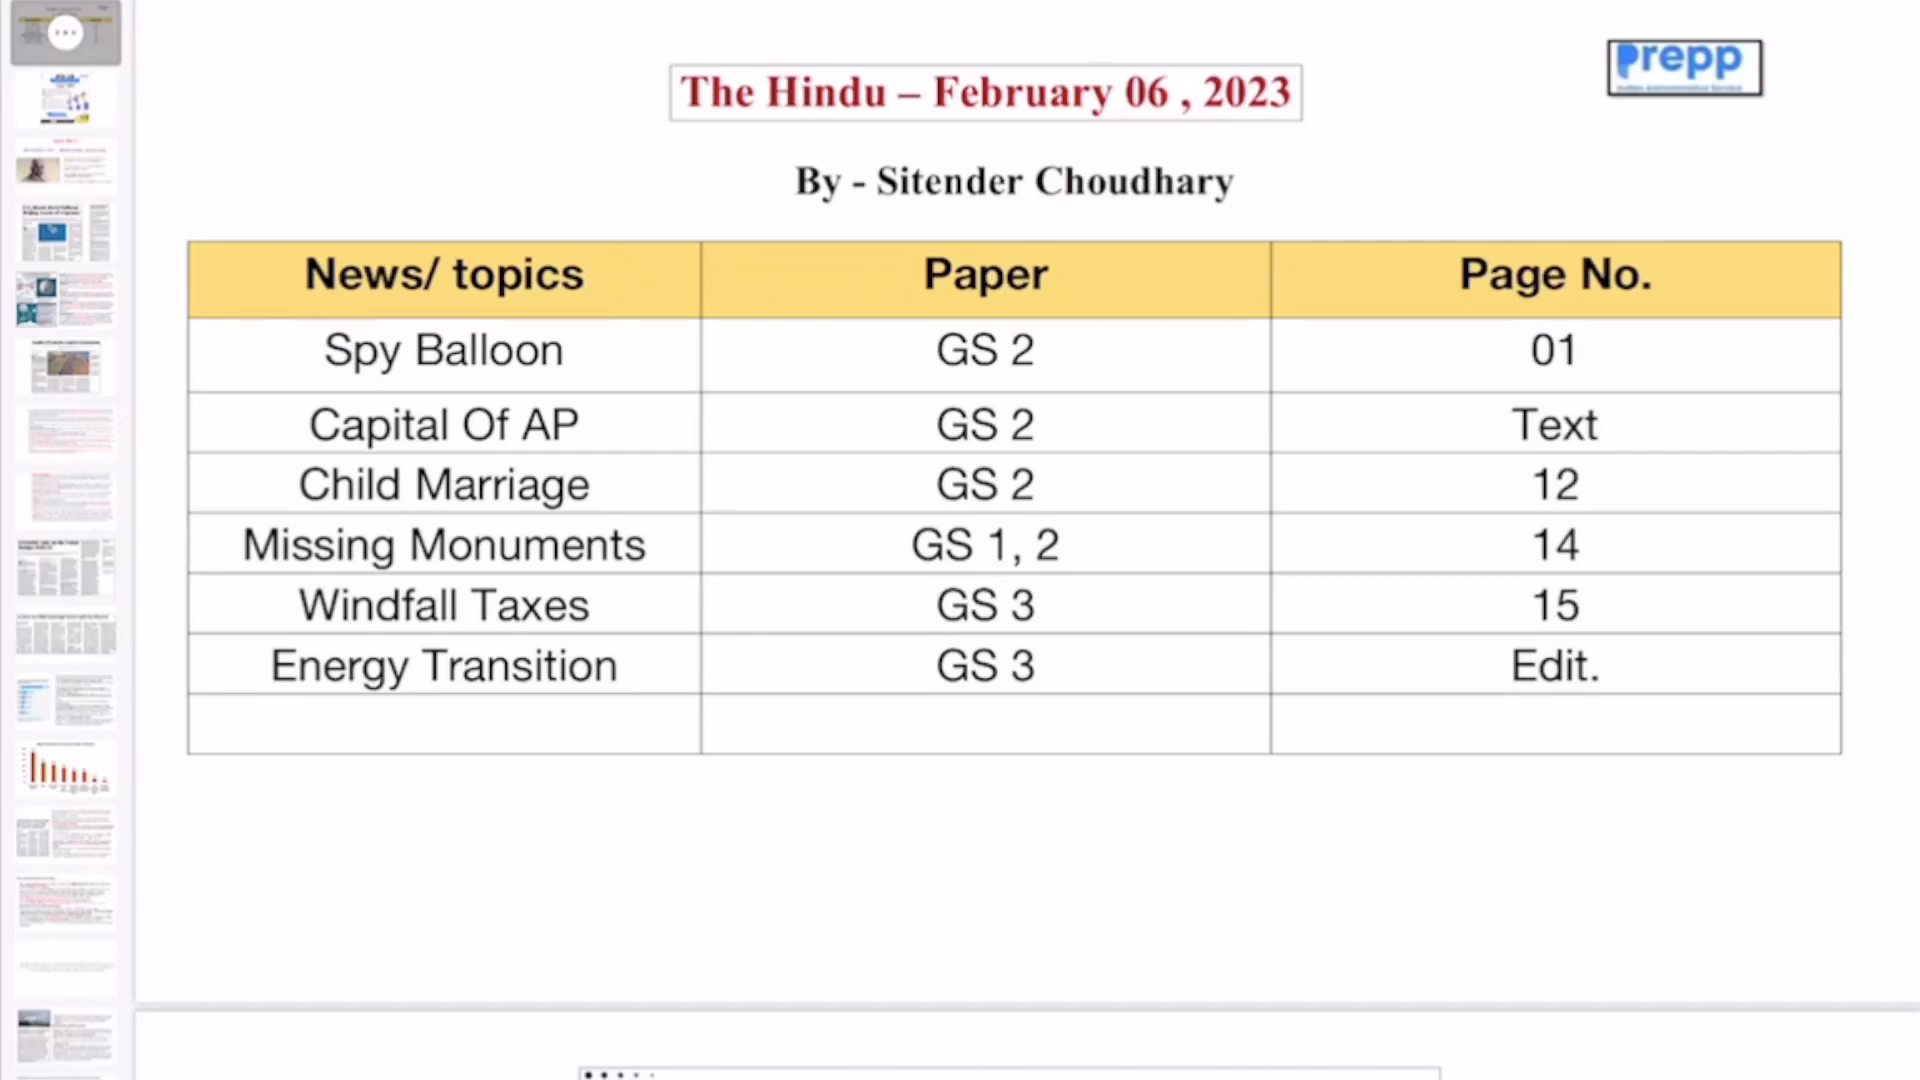 The Hindu – February 06 , 2023
prepp
By - Sitender Choudhary
News/ topics Paper Page No.
Spy Balloon GS 2 01
Capital Of AP GS 2 Text
Child Marriage GS 2 12
Missing Monuments GS 1, 2 14
Windfall Taxes GS 3 15
Energy Transition GS 3 Edit.